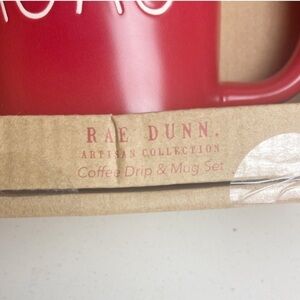 RAE DUNN.
ARTISAN COLLECTION
Coffee Drip & Mug Set